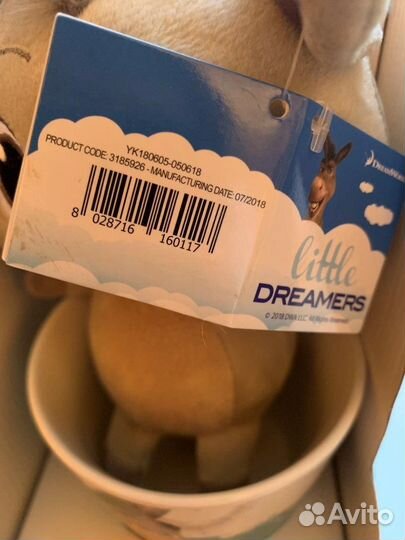 YK180605-050618
PRODUCT CODE: 3185926 - MANUFACTURING DATE: 07/2018
8 028716 160117
DREAMWORKS
little
DREAMERS
© 2018 DWA LLC. All Rights Reserved.
Avito